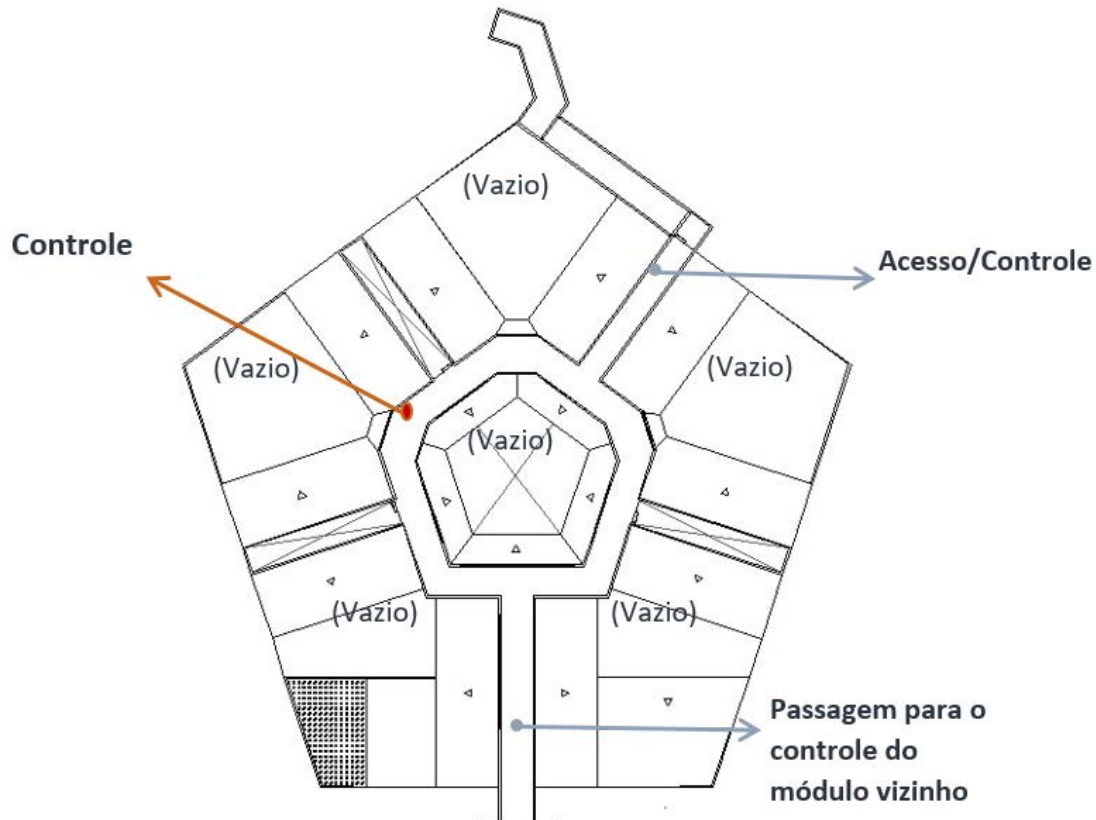 (Vazio)
Controle
Acesso/Controle
(Vazio)
(Vazio)
(Vazio)
(Vazio)
(Vazio)
Passagem para o
controle do
módulo vizinho